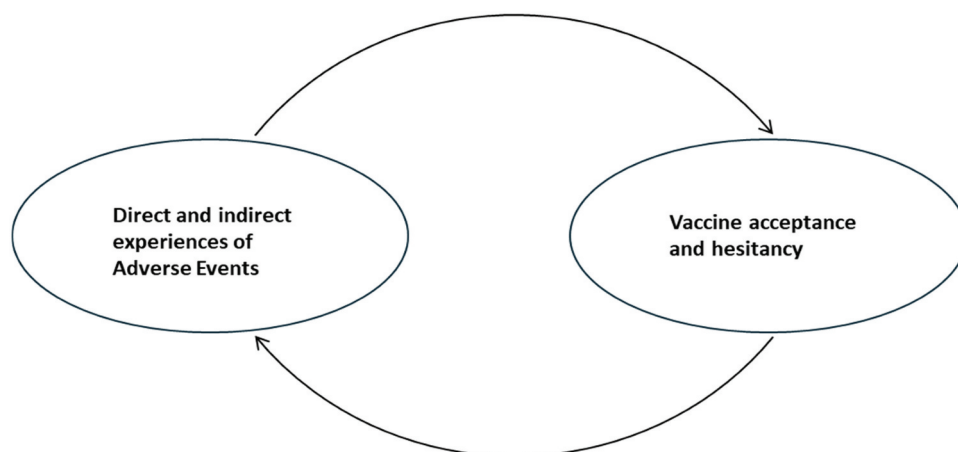 Direct and indirect
experiences of
Adverse Events
Vaccine acceptance
and hesitancy